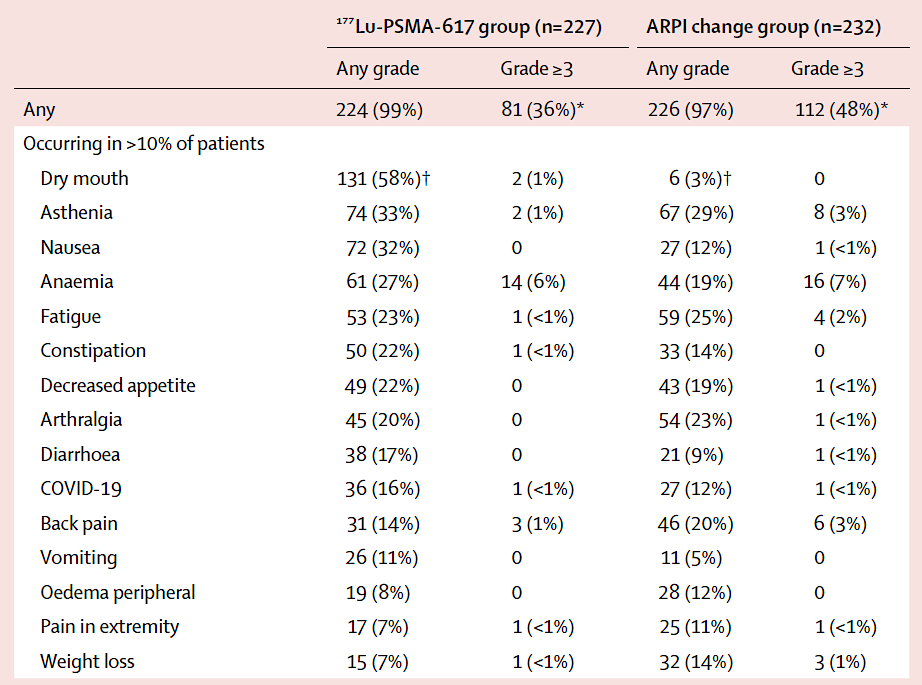 ¹⁷⁷Lu-PSMA-617 group (n=227) ARPI change group (n=232)
Any grade Grade ≥3 Any grade Grade ≥3
Any 224 (99%) 81 (36%)* 226 (97%) 112 (48%)*
Occurring in >10% of patients
Dry mouth 131 (58%)† 2 (1%) 6 (3%)† 0
Asthenia 74 (33%) 2 (1%) 67 (29%) 8 (3%)
Nausea 72 (32%) 0 27 (12%) 1 (<1%)
Anaemia 61 (27%) 14 (6%) 44 (19%) 16 (7%)
Fatigue 53 (23%) 1 (<1%) 59 (25%) 4 (2%)
Constipation 50 (22%) 1 (<1%) 33 (14%) 0
Decreased appetite 49 (22%) 0 43 (19%) 1 (<1%)
Arthralgia 45 (20%) 0 54 (23%) 1 (<1%)
Diarrhoea 38 (17%) 0 21 (9%) 1 (<1%)
COVID-19 36 (16%) 1 (<1%) 27 (12%) 1 (<1%)
Back pain 31 (14%) 3 (1%) 46 (20%) 6 (3%)
Vomiting 26 (11%) 0 11 (5%) 0
Oedema peripheral 19 (8%) 0 28 (12%) 0
Pain in extremity 17 (7%) 1 (<1%) 25 (11%) 1 (<1%)
Weight loss 15 (7%) 1 (<1%) 32 (14%) 3 (1%)